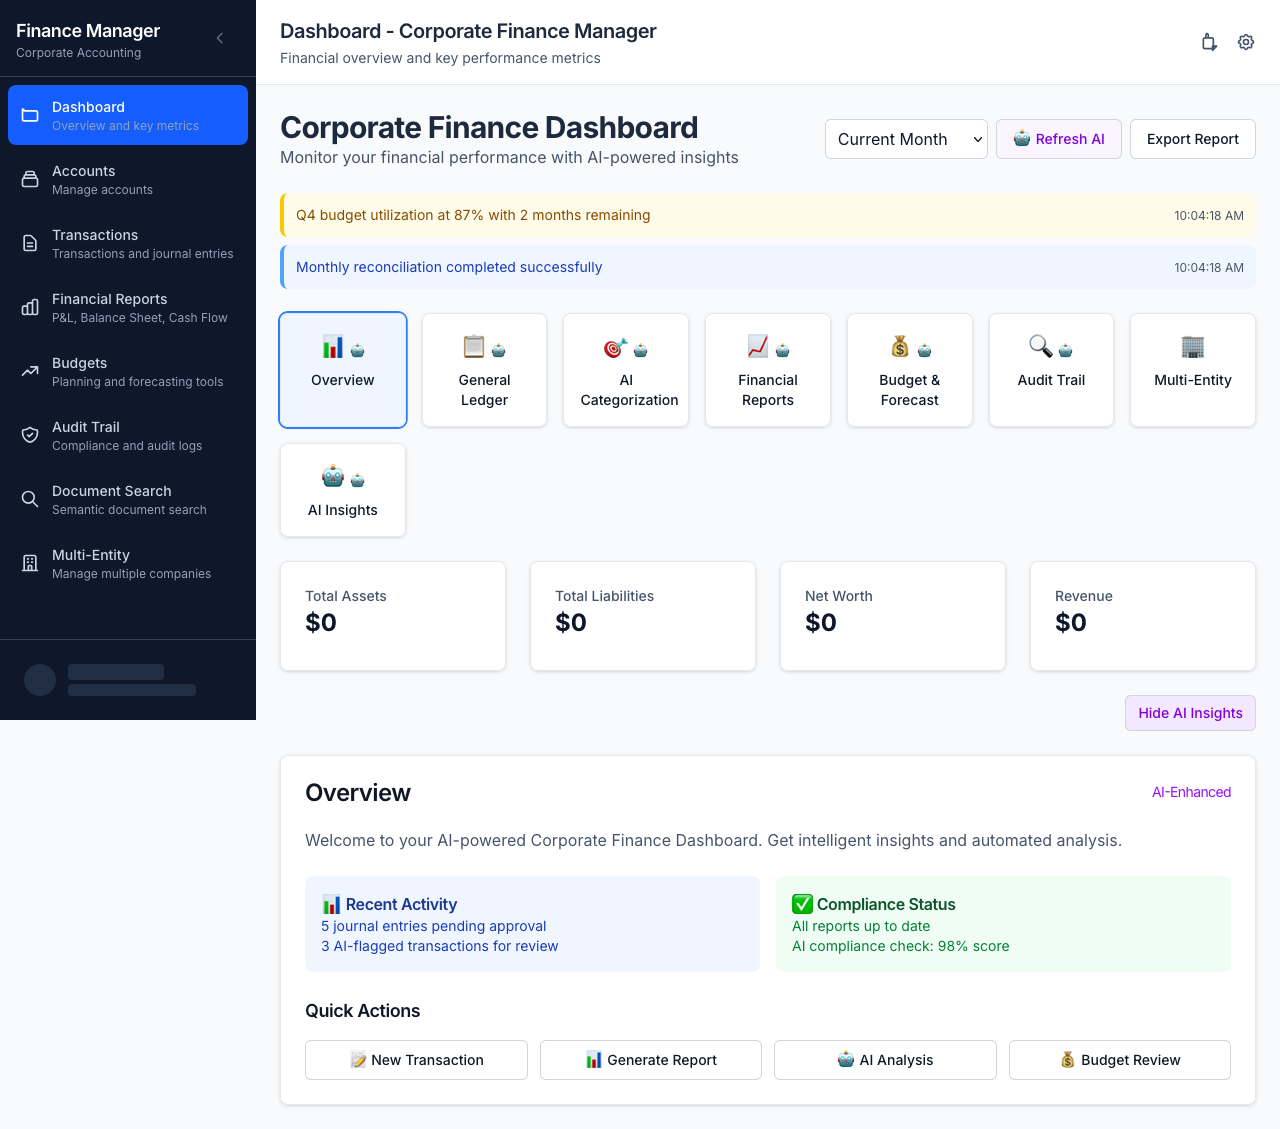 Finance Manager
Corporate Accounting
Dashboard
Overview and key metrics
Accounts
Manage accounts
Transactions
Transactions and journal entries
Financial Reports
P&L, Balance Sheet, Cash Flow
Budgets
Planning and forecasting tools
Audit Trail
Compliance and audit logs
Document Search
Semantic document search
Multi-Entity
Manage multiple companies
Dashboard - Corporate Finance Manager
Financial overview and key performance metrics
Corporate Finance Dashboard
Monitor your financial performance with AI-powered insights
Current Month
Refresh AI
Export Report
Q4 budget utilization at 87% with 2 months remaining
10:04:18 AM
Monthly reconciliation completed successfully
10:04:18 AM
Overview
General
Ledger
AI
Categorization
Financial
Reports
Budget &
Forecast
Audit Trail
Multi-Entity
AI Insights
Total Assets
$0
Total Liabilities
$0
Net Worth
$0
Revenue
$0
Hide AI Insights
Overview
AI-Enhanced
Welcome to your AI-powered Corporate Finance Dashboard. Get intelligent insights and automated analysis.
Recent Activity
5 journal entries pending approval
3 AI-flagged transactions for review
Compliance Status
All reports up to date
AI compliance check: 98% score
Quick Actions
New Transaction
Generate Report
AI Analysis
Budget Review